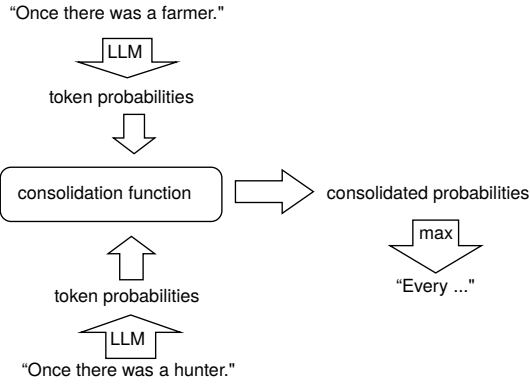 “Once there was a farmer."
LLM
token probabilities
consolidation function
consolidated probabilities
max
“Every ..."
token probabilities
LLM
“Once there was a hunter."